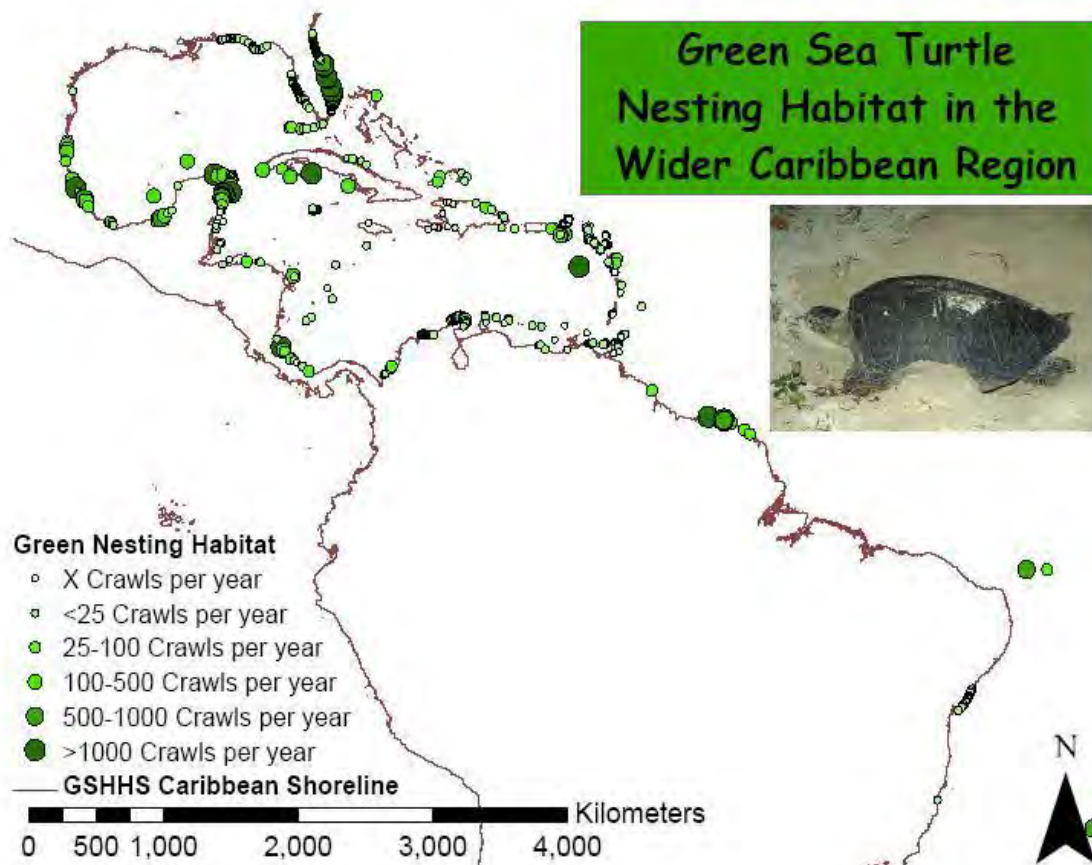 Green Sea Turtle
Nesting Habitat in the
Wider Caribbean Region
Green Nesting Habitat
X Crawls per year
<25 Crawls per year
25-100 Crawls per year
100-500 Crawls per year
500-1000 Crawls per year
>1000 Crawls per year
GSHHS Caribbean Shoreline
Kilometers
0 500 1,000 2,000 3,000 4,000
N